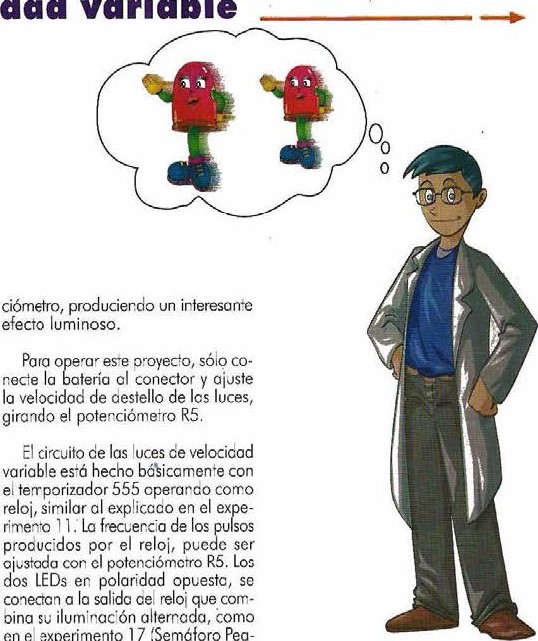 dad variable
ciómetro, produciendo un interesante
efecto luminoso.
Para operar este proyecto, sólo co-
necte la batería al conector y ajuste
la velocidad de destello de las luces,
girando el potenciómetro R5.
El circuito de las luces de velocidad
variable está hecho básicamente con
el temporizador 555 operando como
reloj, similar al explicado en el expe-
rimento 11. La frecuencia de los pulsos
producidos por el reloj, puede ser
ajustada con el potenciómetro R5. Los
dos LEDs en polaridad opuesta, se
conectan a la salida del reloj que com-
bina su iluminación alternada, como
en el experimento 17 (Semáforo Pea-